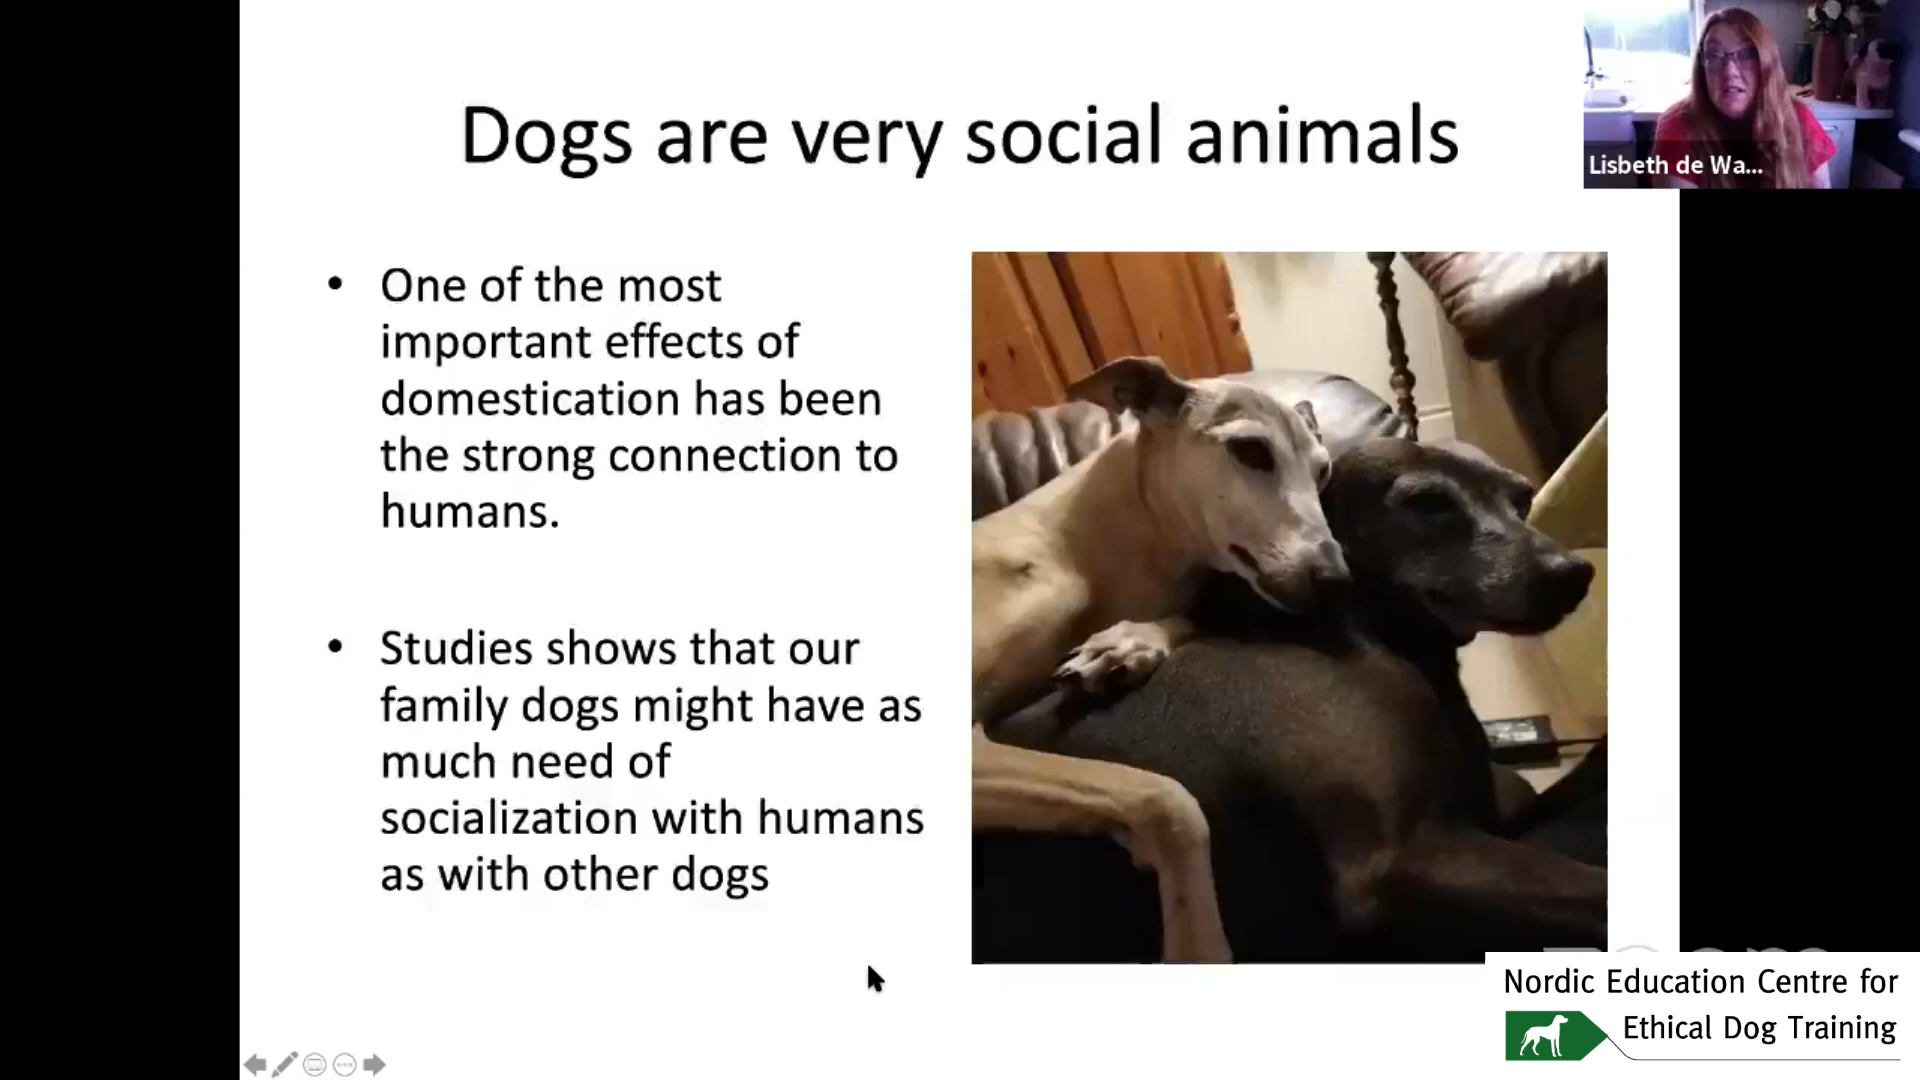 Dogs are very social animals
Lisbeth de Wa...
• One of the most
important effects of
domestication has been
the strong connection to
humans.
• Studies shows that our
family dogs might have as
much need of
socialization with humans
as with other dogs
Nordic Education Centre for
Ethical Dog Training